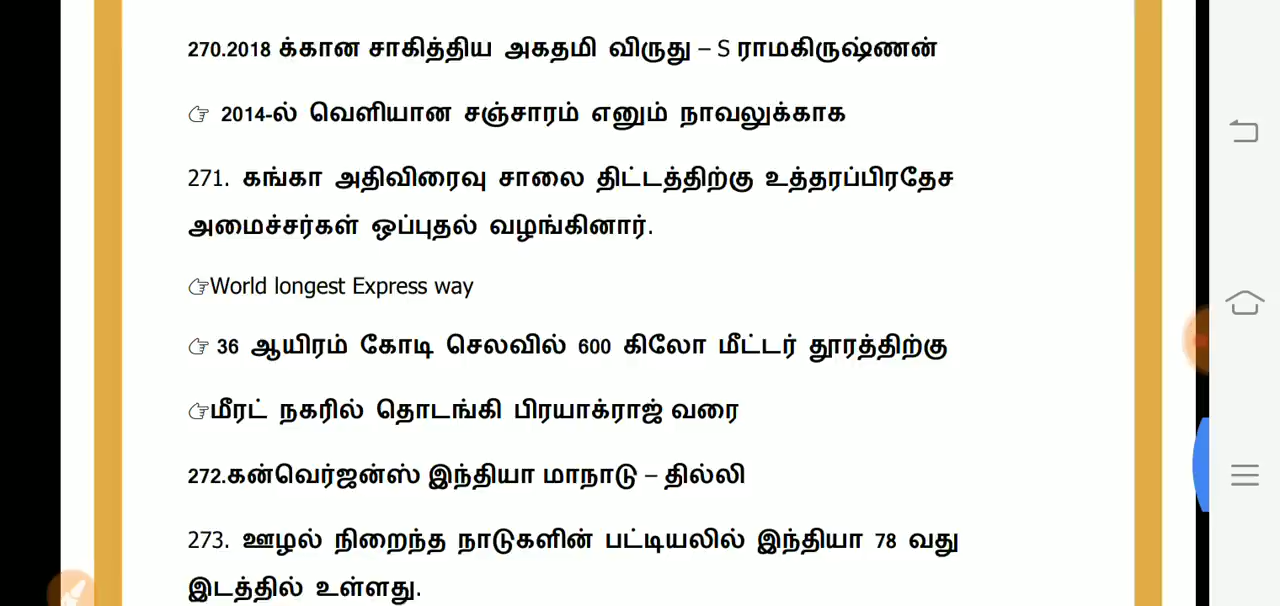 270.2018 க்கான சாகித்திய அகதமி விருது – S ராமகிருஷ்ணன்
☞ 2014-ல் வெளியான சஞ்சாரம் எனும் நாவலுக்காக
271. கங்கா அதிவிரைவு சாலை திட்டத்திற்கு உத்தரப்பிரதேச
அமைச்சர்கள் ஒப்புதல் வழங்கினார்.
☞World longest Express way
☞ 36 ஆயிரம் கோடி செலவில் 600 கிலோ மீட்டர் தூரத்திற்கு
☞மீரட் நகரில் தொடங்கி பிரயாக்ராஜ் வரை
272.கன்வெர்ஜன்ஸ் இந்தியா மாநாடு – தில்லி
273. ஊழல் நிறைந்த நாடுகளின் பட்டியலில் இந்தியா 78 வது
இடத்தில் உள்ளது.